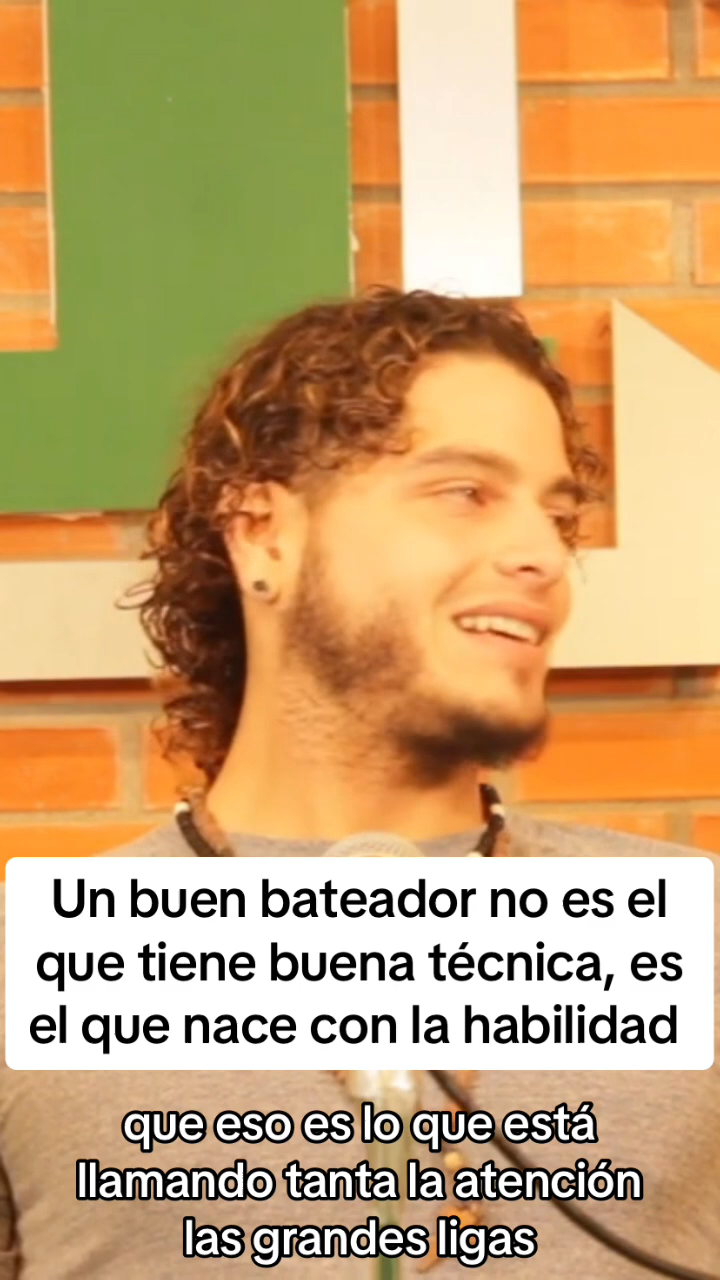 Un buen bateador no es el
que tiene buena técnica, es
el que nace con la habilidad
que eso es lo que está
llamando tanta la atención
las grandes ligas